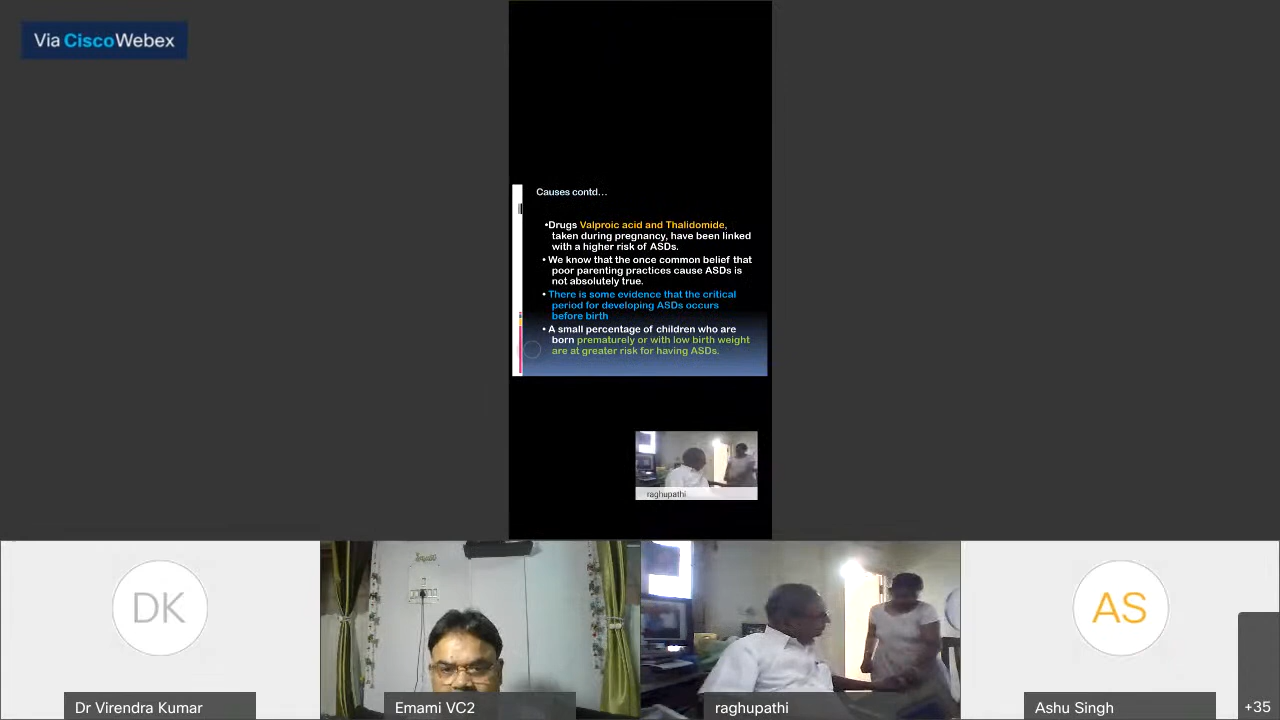 Via CiscoWebex
Causes contd...
•Drugs Valproic acid and Thalidomide,
taken during pregnancy, have been linked
with a higher risk of ASDs.
• We know that the once common belief that
poor parenting practices cause ASDs is
not absolutely true.
• There is some evidence that the critical
period for developing ASDs occurs
before birth
• A small percentage of children who are
born prematurely or with low birth weight
are at greater risk for having ASDs.
raghupathi
DK
AS
Dr Virendra Kumar
Emami VC2
raghupathi
Ashu Singh
+35